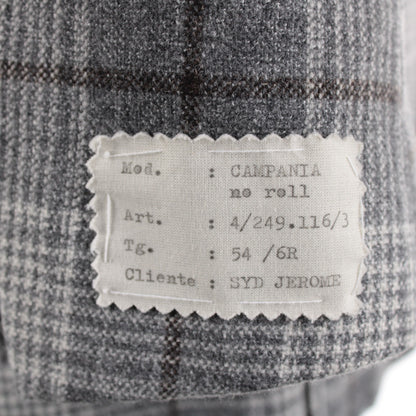 Mod. : CAMPANIA
no roll
Art. : 4/249.116/3
Tg. : 54 /6R
Cliente : SYD JEROME